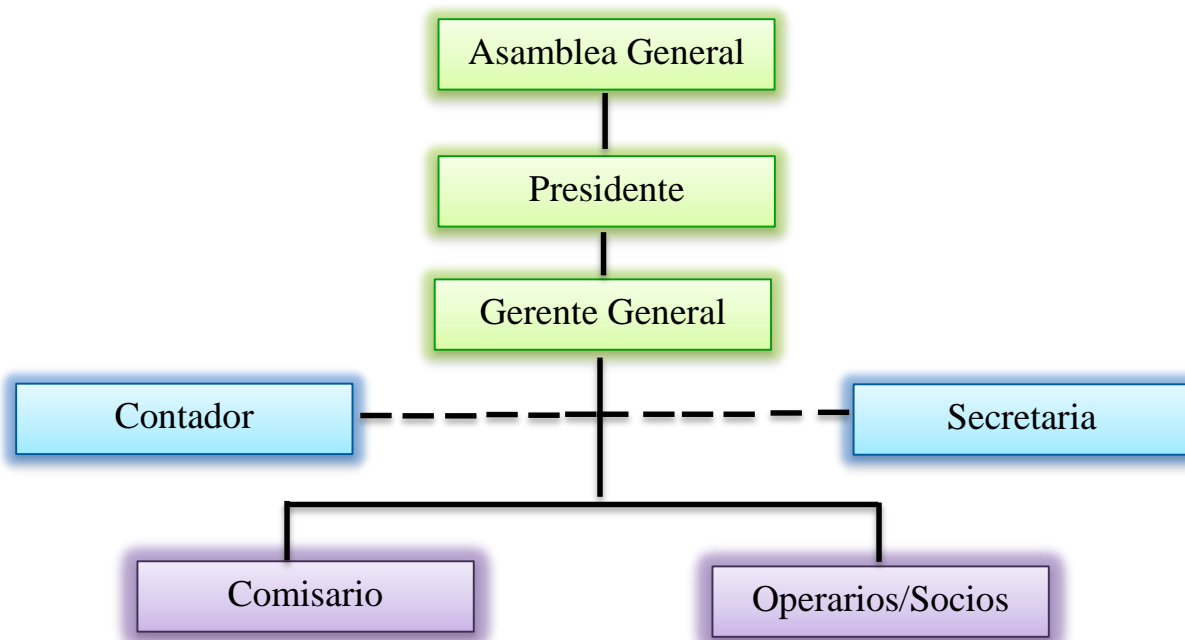 Asamblea General
Presidente
Gerente General
Contador
Secretaria
Comisario
Operarios/Socios